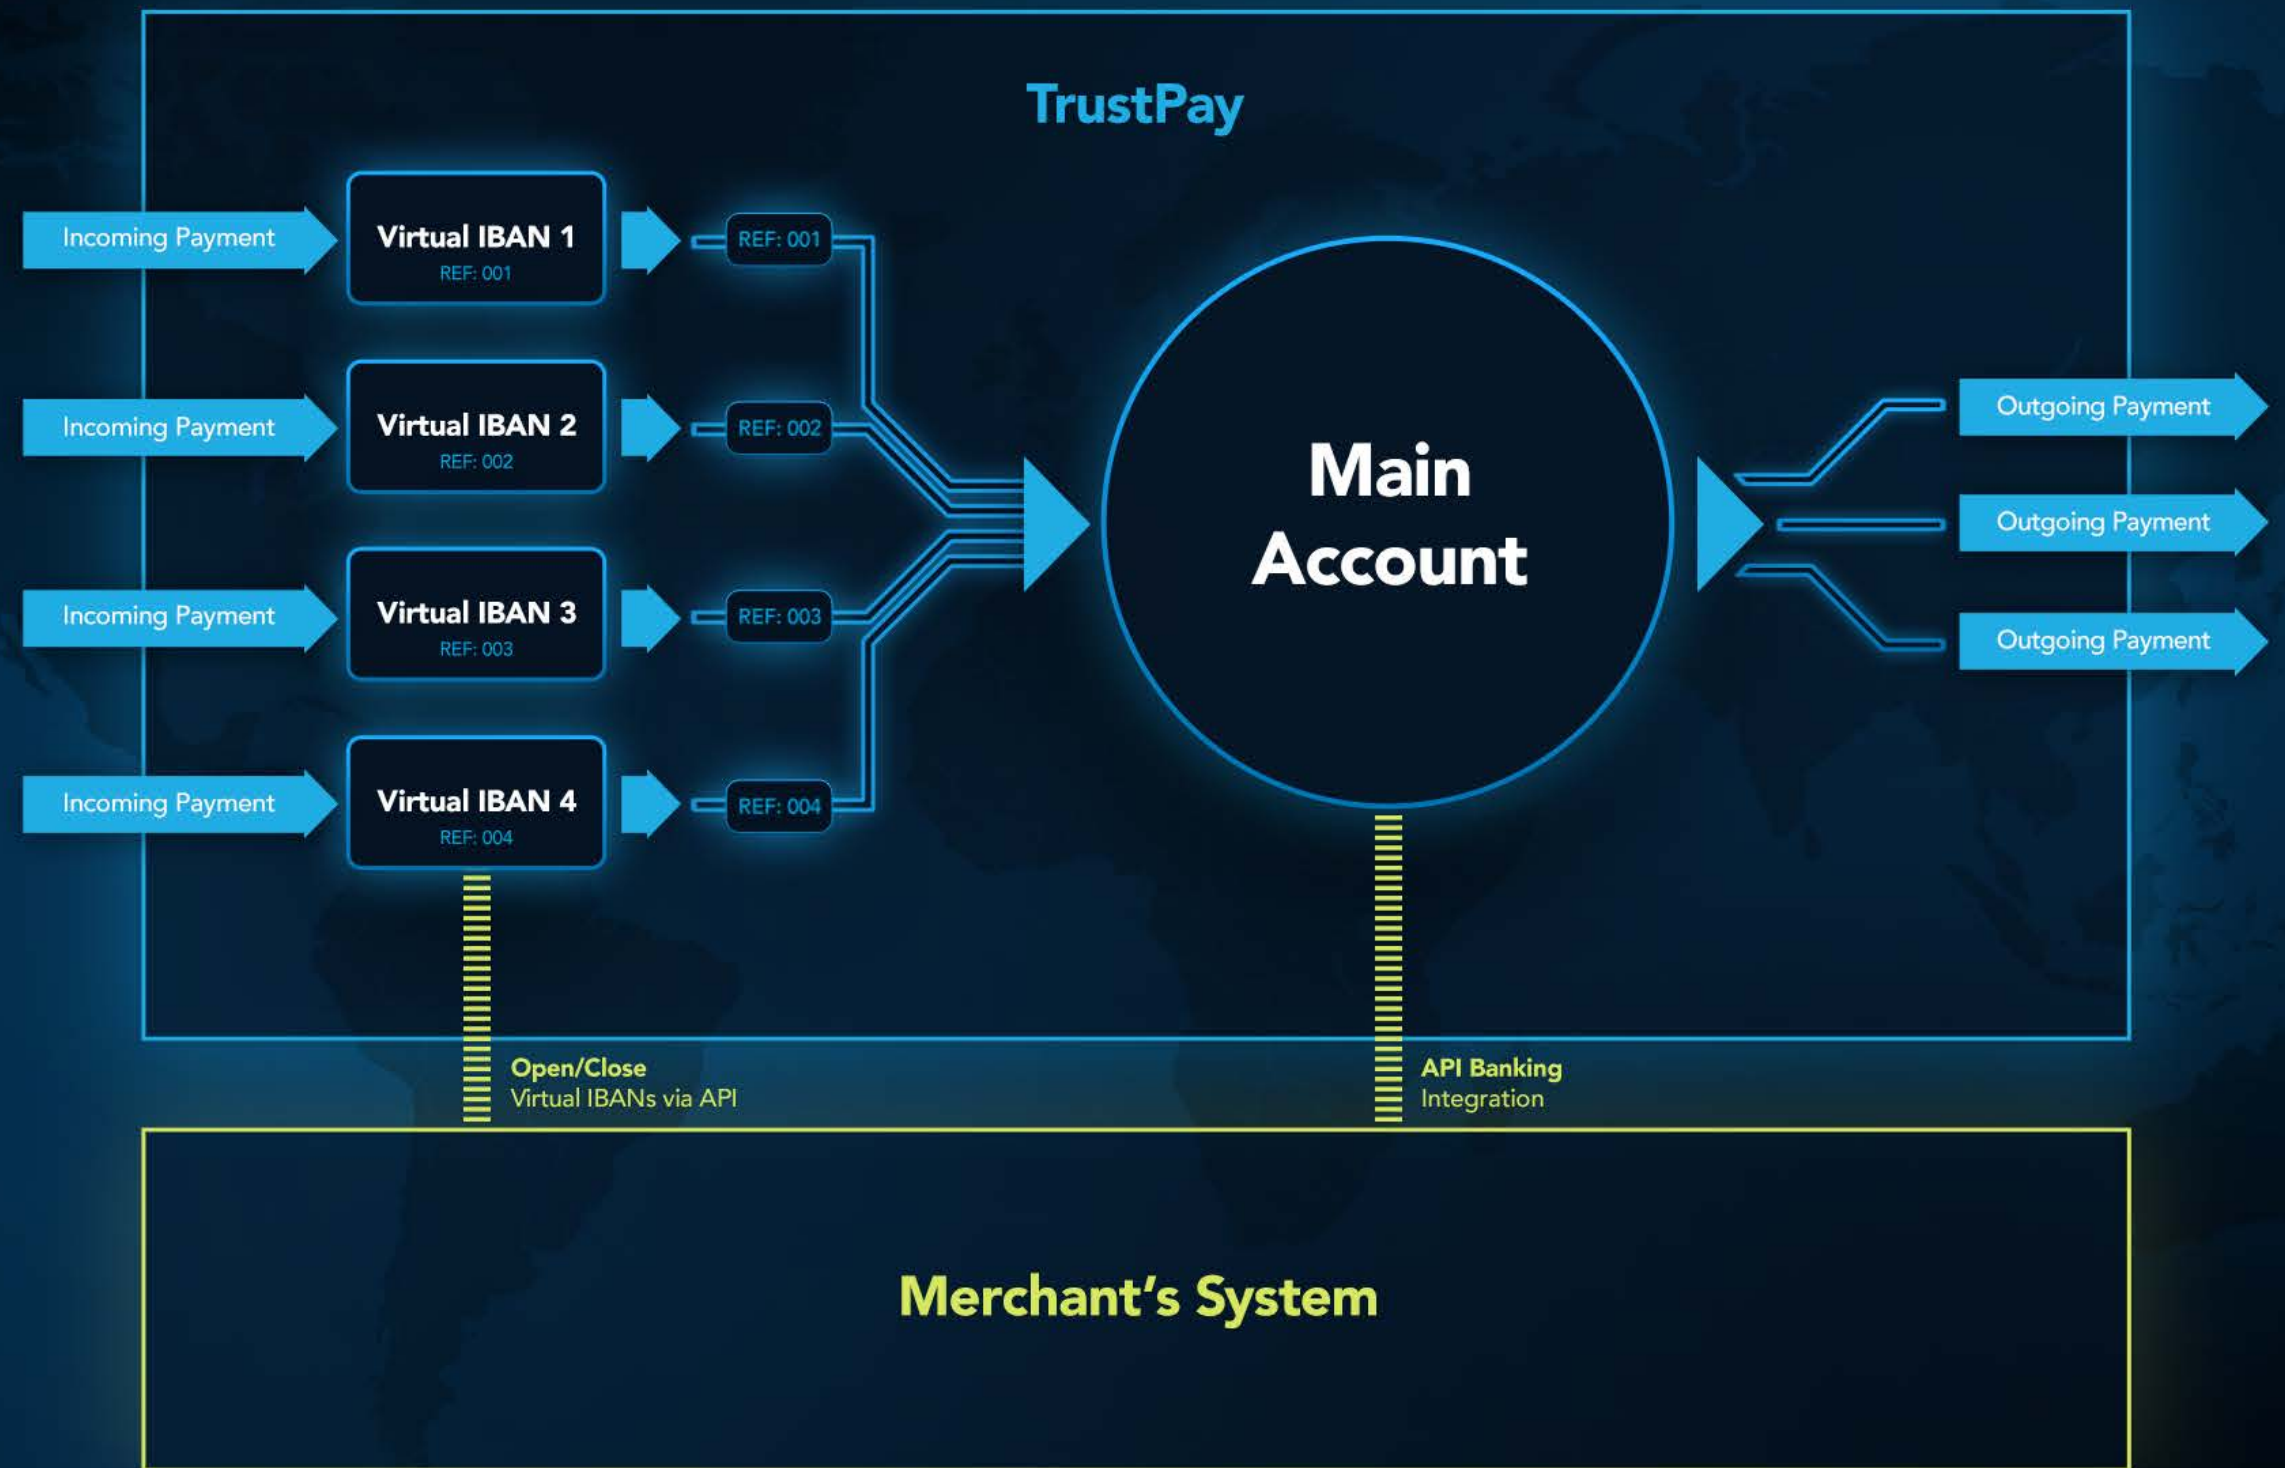 TrustPay
Incoming Payment
Virtual IBAN 1
REF: 001
REF: 001
Incoming Payment
Virtual IBAN 2
REF: 002
REF: 002
Incoming Payment
Virtual IBAN 3
REF: 003
REF: 003
Incoming Payment
Virtual IBAN 4
REF: 004
REF: 004
Main
Account
Outgoing Payment
Outgoing Payment
Outgoing Payment
Open/Close
Virtual IBANs via API
API Banking
Integration
Merchant's System